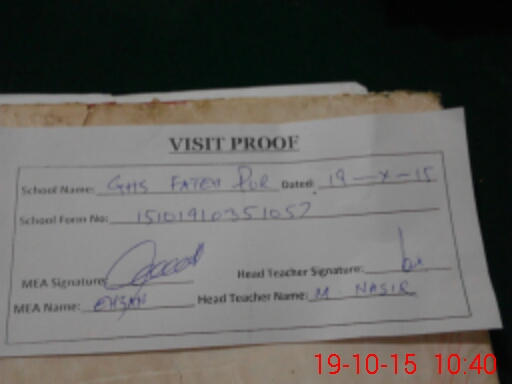 VISIT PROOF
School Name: GHS FATEH PUR Dated: 19-X-15
School Form No: 15101910351052
MEA Signature: Head Teacher Signature:
MEA Name: EHSAN Head Teacher Name: M. NASIR
19-10-15 10:40